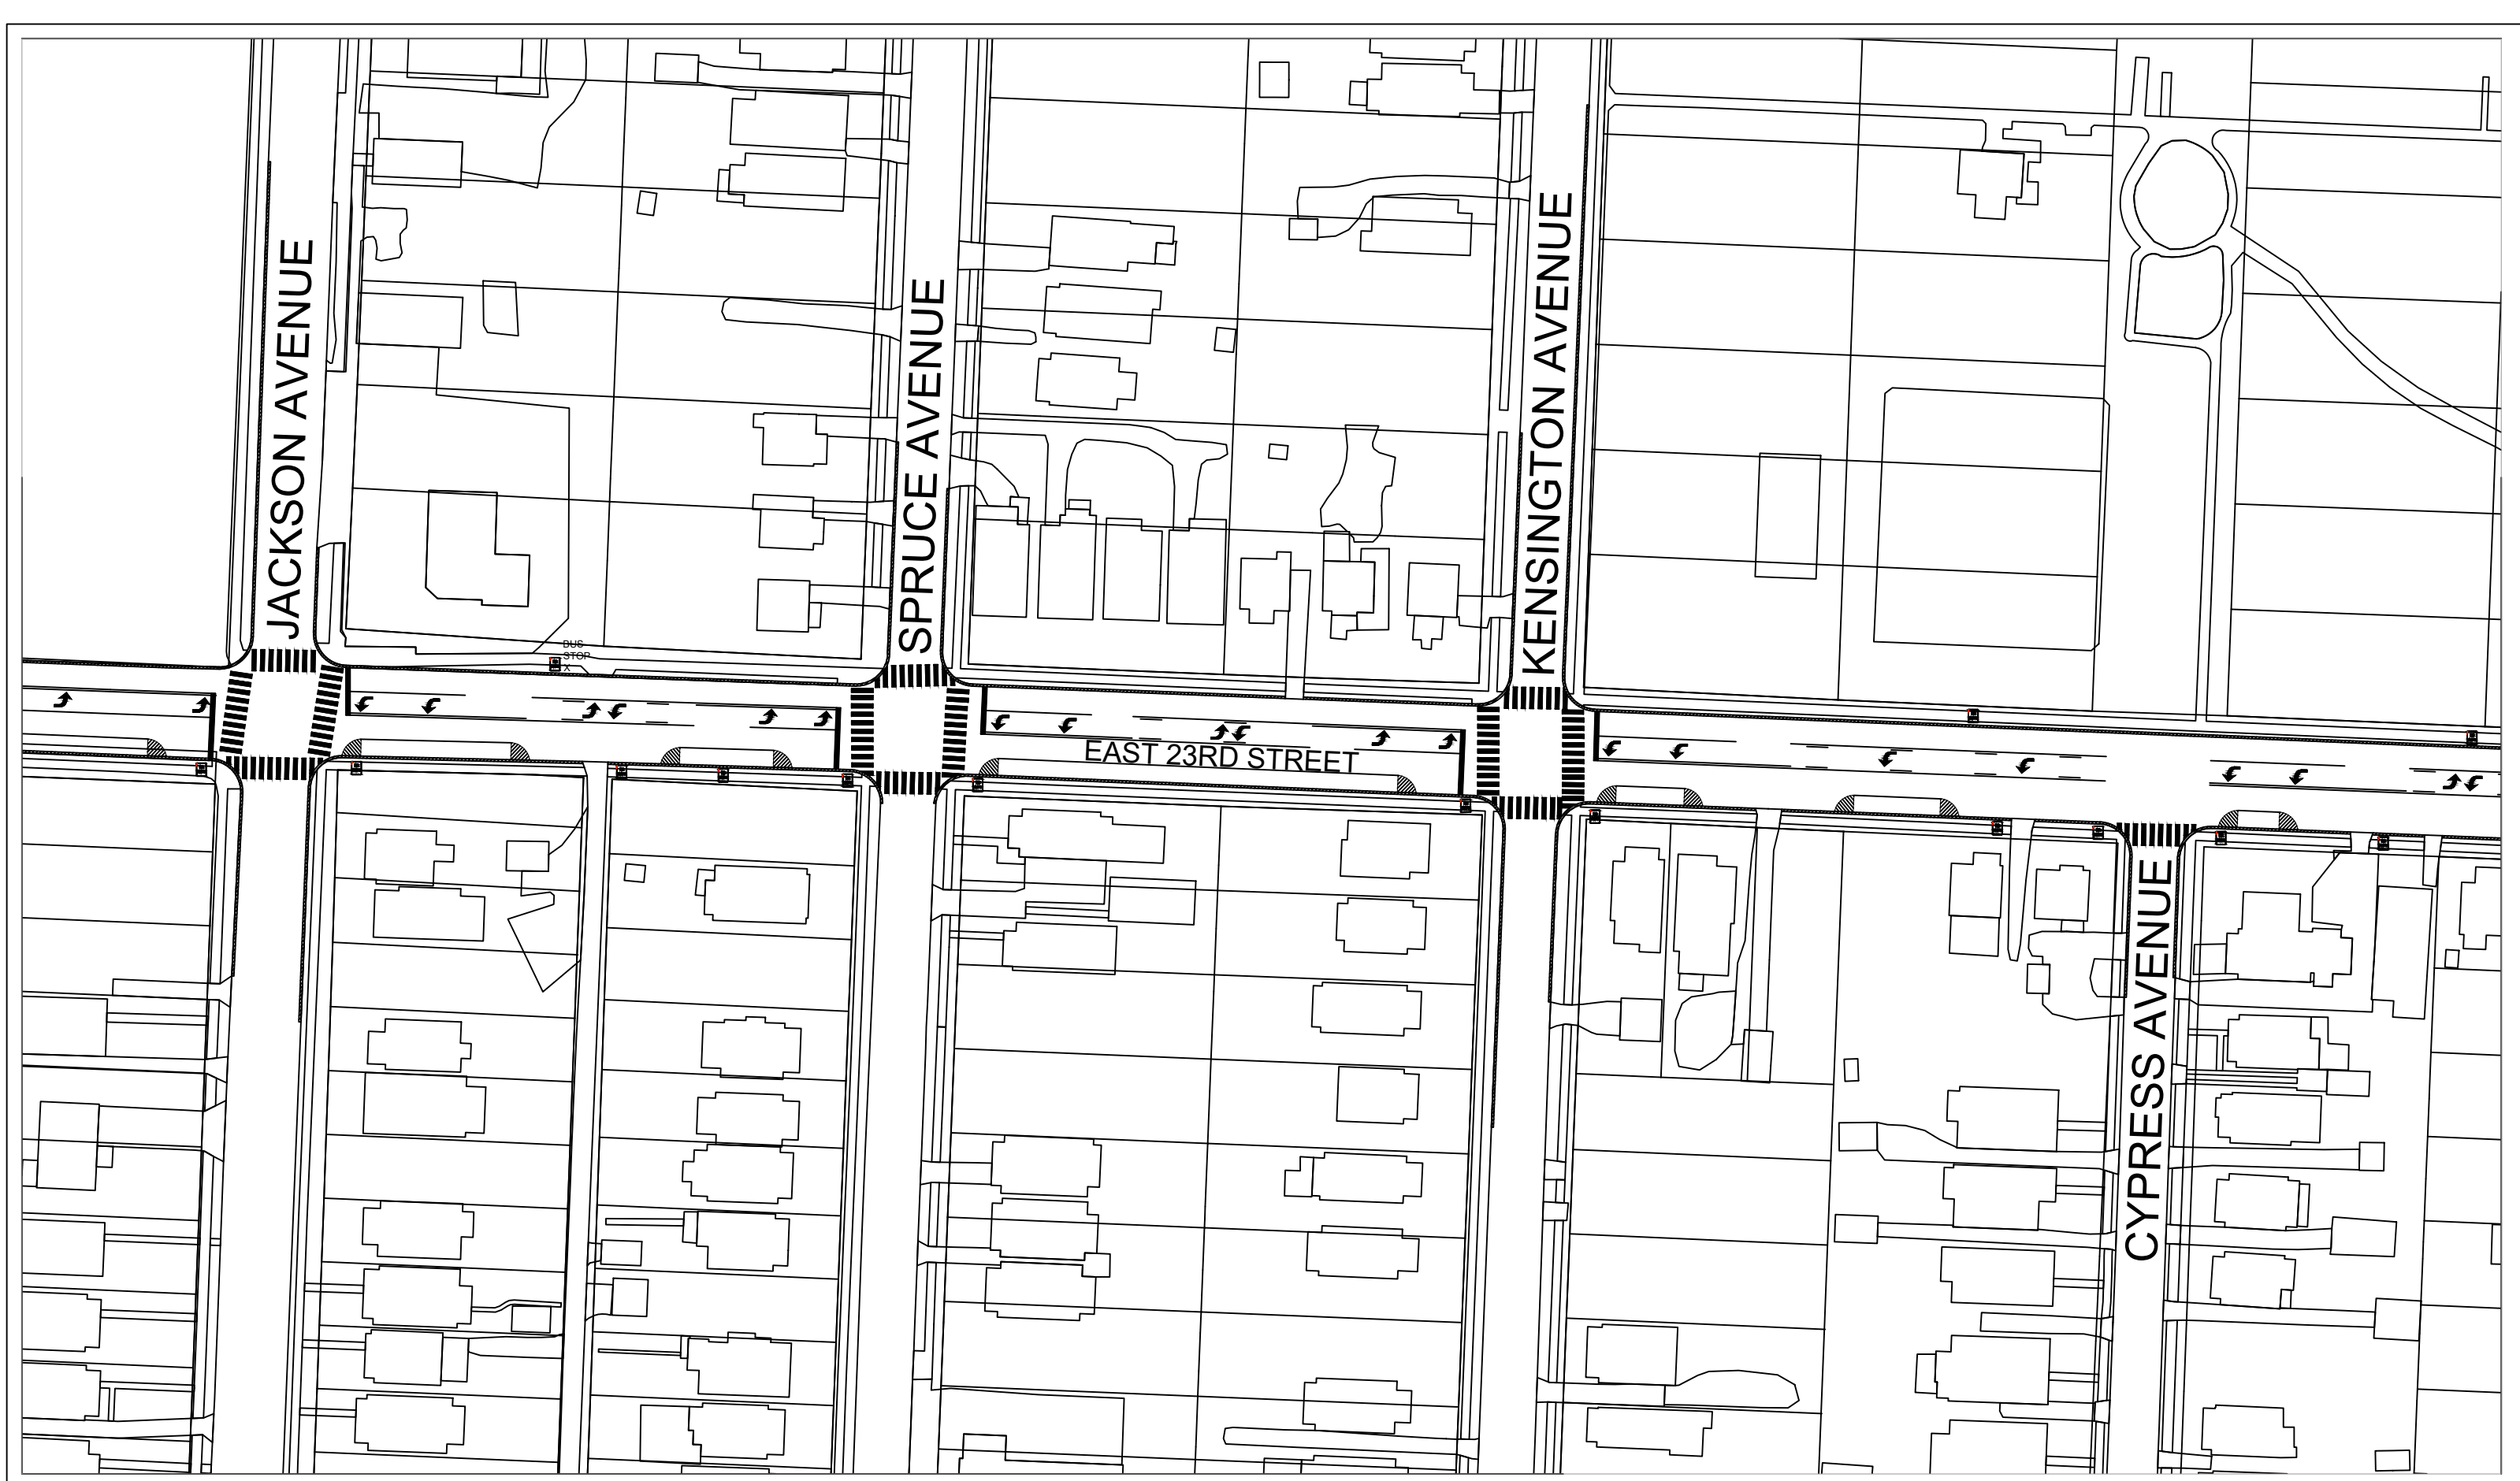 JACKSON AVENUE
SPRUCE AVENUE
KENSINGTON AVENUE
BUS
STOP
X
EAST 23RD STREET
CYPRESS AVENUE